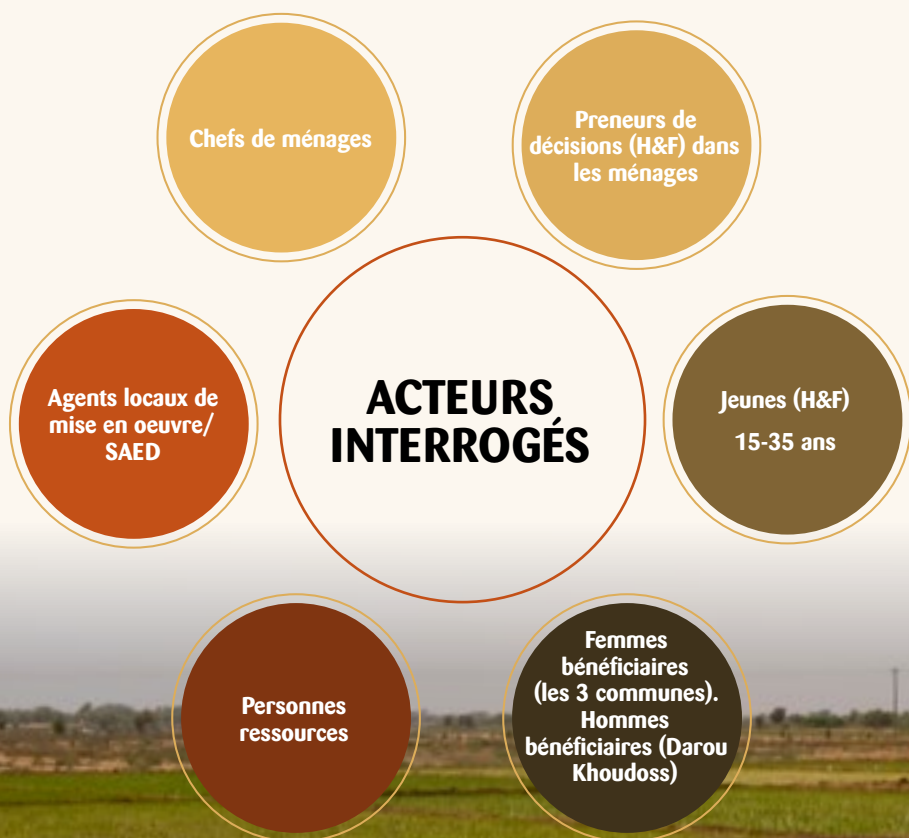 Chefs de ménages
Preneurs de
décisions (H&F) dans
les ménages
Agents locaux de
mise en oeuvre/
SAED
ACTEURS
INTERROGÉS
Jeunes (H&F)
15-35 ans
Personnes
ressources
Femmes
bénéficiaires
(les 3 communes).
Hommes
bénéficiaires (Darou
Khoudoss)